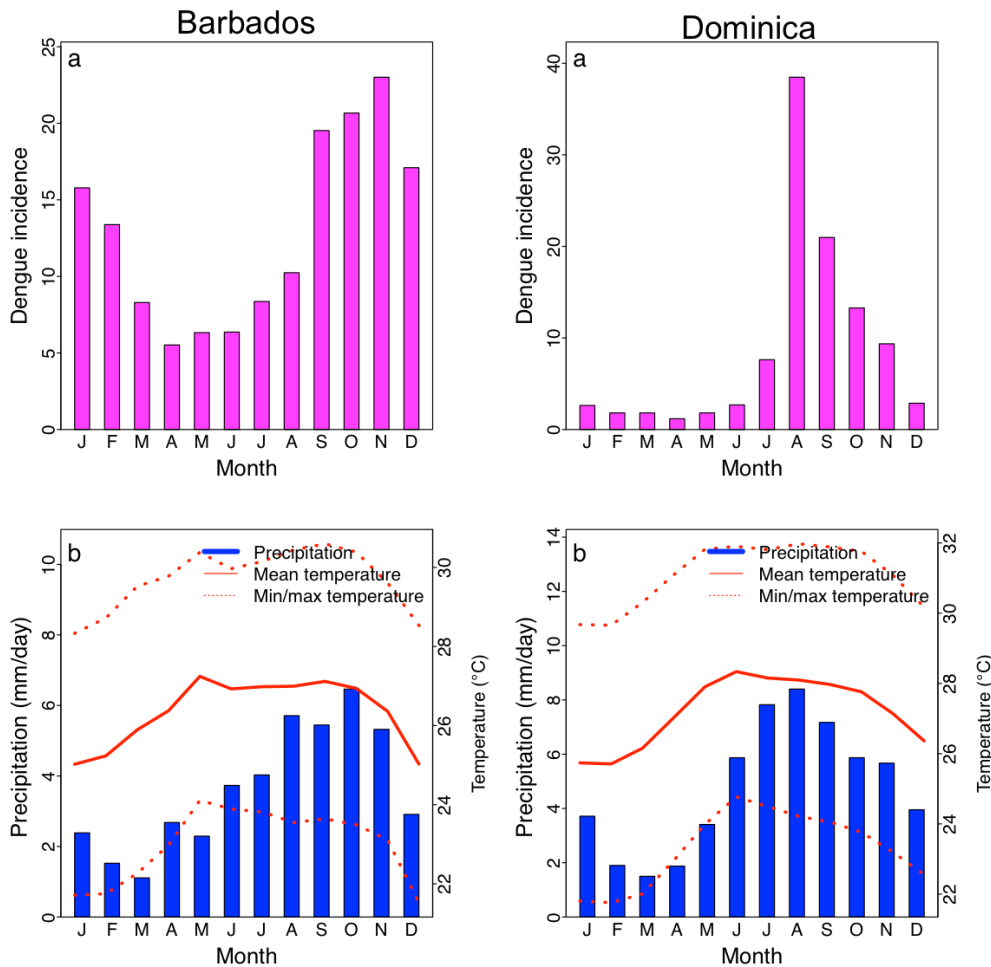 Barbados
a
Dengue incidence
0
5
10
15
20
25
J F M A M J J A S O N D
Month
Dominica
a
Dengue incidence
0
10
20
30
40
J F M A M J J A S O N D
Month
b
Precipitation
Mean temperature
Min/max temperature
Precipitation (mm/day)
0
2
4
6
8
10
Temperature (°C)
22
24
26
28
30
J F M A M J J A S O N D
Month
b
Precipitation
Mean temperature
Min/max temperature
Precipitation (mm/day)
0
2
4
6
8
10
12
14
Temperature (°C)
22
24
26
28
30
32
J F M A M J J A S O N D
Month